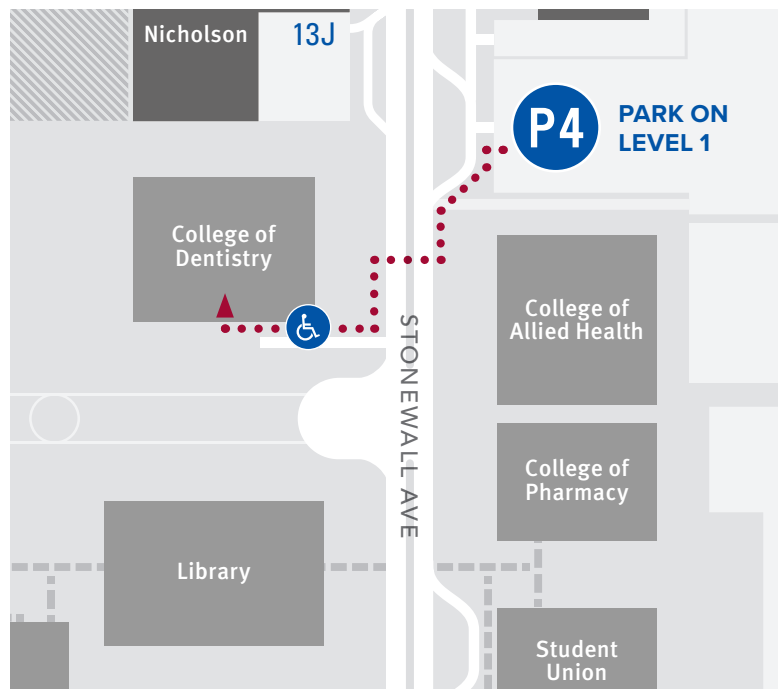 Nicholson
13J
P4
PARK ON
LEVEL 1
College of
Dentistry
College of
Allied Health
STONEWALL AVE
College of
Pharmacy
Library
Student
Union